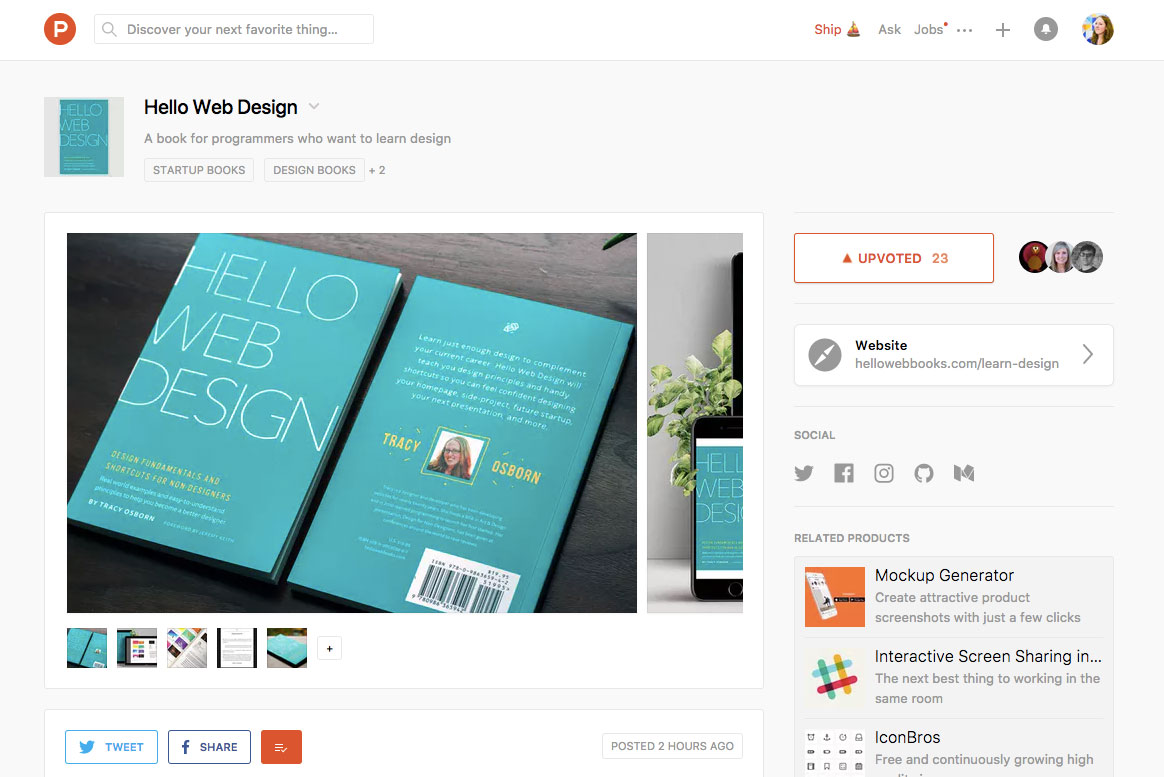 P
Discover your next favorite thing...
Ship
Ask
Jobs
HELLO
WEB
DESIGN
Hello Web Design
A book for programmers who want to learn design
STARTUP BOOKS
DESIGN BOOKS
+ 2
HELLO
WEB
DESIGN
DESIGN FUNDAMENTALS AND
SHORTCUTS FOR NON-DESIGNERS
Real world examples and easy-to-understand
principles to help you become a better designer.
BY TRACY OSBORN
FOREWORD BY JEREMY KEITH
Learn just enough design to complement
your current career. Hello Web Design will
teach you design principles and handy
shortcuts so you can feel confident designing
your homepage, side-project, future startup,
your next presentation, and more.
TRACY
OSBORN
$19.95
TWEET
SHARE
POSTED 2 HOURS AGO
UPVOTED 23
Website
hellowebbooks.com/learn-design
SOCIAL
RELATED PRODUCTS
Mockup Generator
Create attractive product
screenshots with just a few clicks
Interactive Screen Sharing in...
The next best thing to working in the
same room
IconBros
Free and continuously growing high